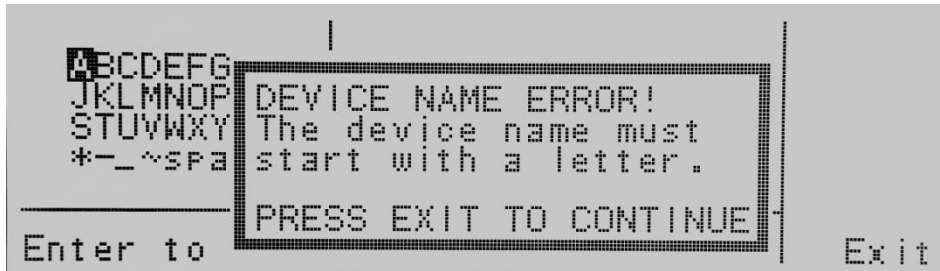 ABCDEFG
JKLMNOP
STUVWXY
*-_~spa
DEVICE NAME ERROR!
The device name must
start with a letter.
PRESS EXIT TO CONTINUE
Enter to
Exit